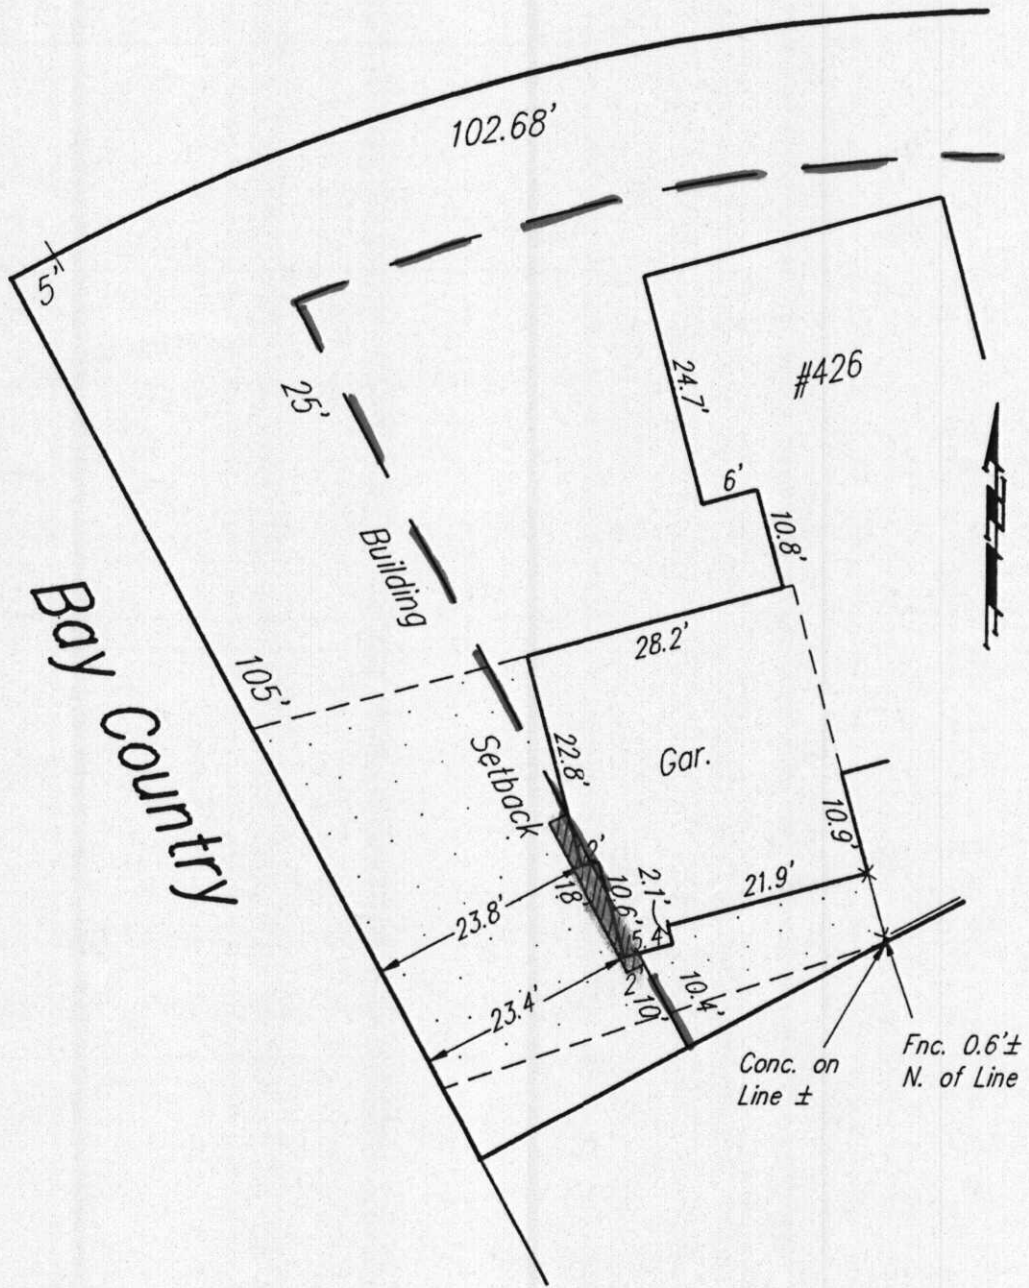 102.68'
5"
#426
24.7'
25'
6'
10.8'
Building
28.2'
Bay Country
105'
Gar.
22.8'
Setback
10.9'
2'
21.9'
2.1'
10.6'
18'
23.8'
5.4'
2'
10.4'
10'
23.4'
Conc. on
Line ±
Fnc. 0.6'±
N. of Line